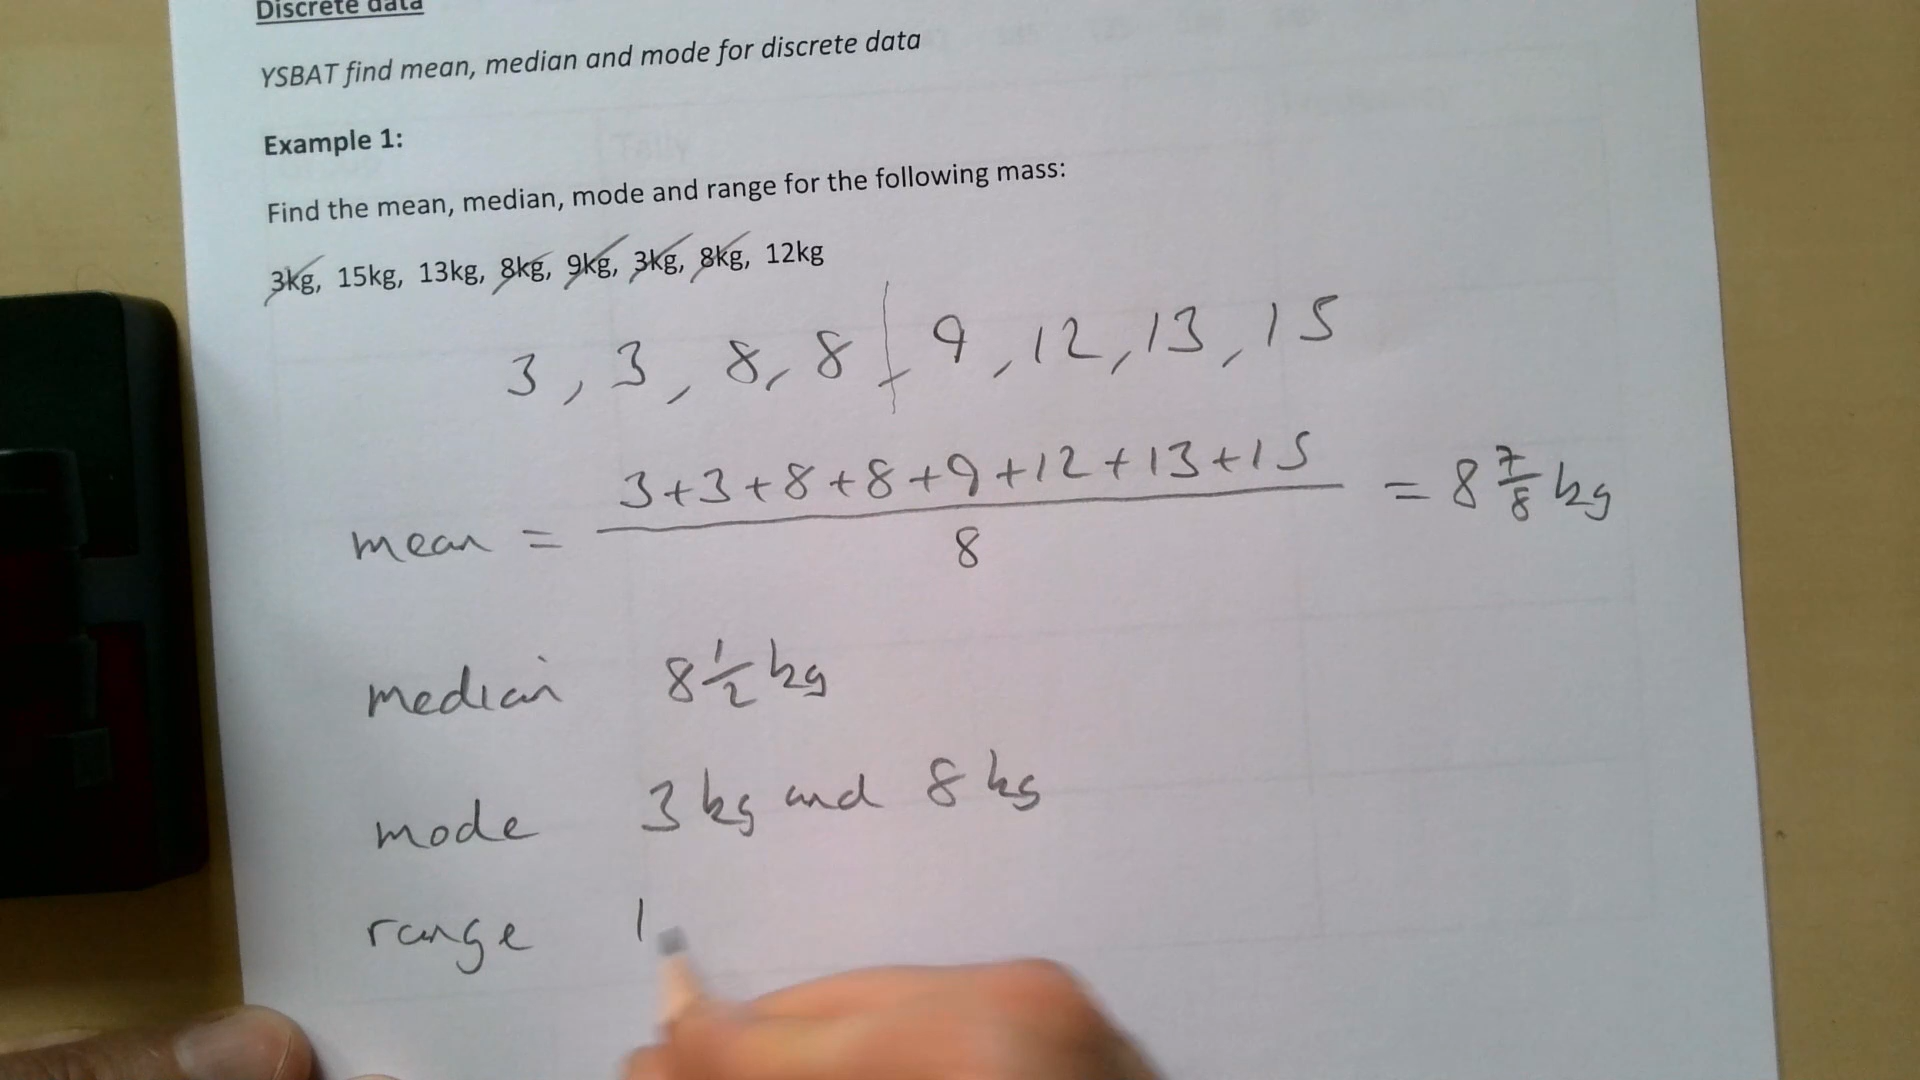 Discrete data
YSBAT find mean, median and mode for discrete data
Example 1:
Find the mean, median, mode and range for the following mass:
3kg, 15kg, 13kg, 8kg, 9kg, 3kg, 8kg, 12kg
3, 3, 8, 8, 9, 12, 13, 15
mean = 3+3+8+8+9+12+13+15 / 8 = 8 7/8 kg
median 8 1/2 kg
mode 3 kg and 8 kg
range 1